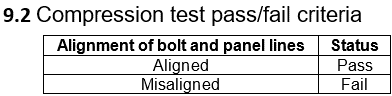 9.2 Compression test pass/fail criteria
Alignment of bolt and panel lines Status
Aligned Pass
Misaligned Fail